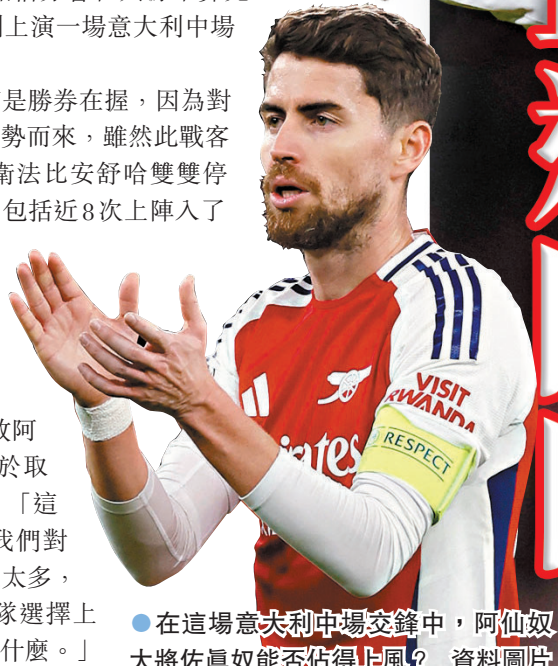 上演一場意大利中場
是勝券在握，因為對
勢而來，雖然此戰客
衛法比安舒哈雙雙停
包括近8次上陣入了
阿
於取
「這
我們對
太多，
隊選擇上
什麼。」
VISIT
RWANDA
RESPECT
●在這場意大利中場交鋒中，阿仙奴
大將佐眞奴能否佔得上風？ 資料圖片